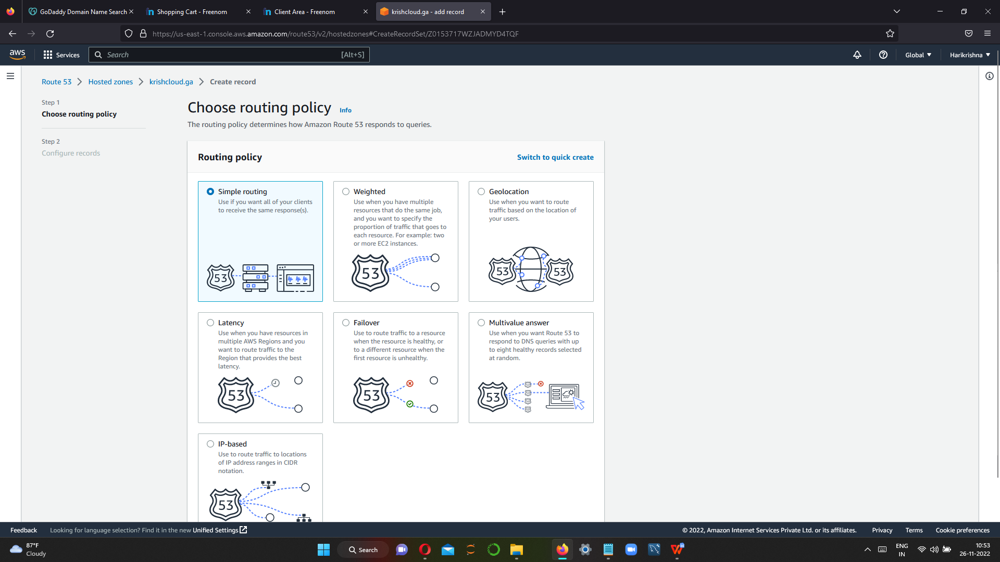 GoDaddy Domain Name Search
Shopping Cart - Freenom
Client Area - Freenom
krishcloud.ga - add record
https://us-east-1.console.aws.amazon.com/route53/v2/hostedzones#CreateRecordSet/Z0153717WZJADMYD4TQF
aws
Services
Search
[Alt+S]
Global
Harikrishna
Route 53
Hosted zones
krishcloud.ga
Create record
Step 1
Choose routing policy
Step 2
Configure records
Choose routing policy
Info
The routing policy determines how Amazon Route 53 responds to queries.
Routing policy
Switch to quick create
Simple routing
Use if you want all of your clients
to receive the same response(s).
53
Weighted
Use when you have multiple
resources that do the same job,
and you want to specify the
proportion of traffic that goes to
each resource. For example: two
or more EC2 instances.
53
Geolocation
Use when you want to route
traffic based on the location of
your users.
53
53
Latency
Use when you have resources in
multiple AWS Regions and you
want to route traffic to the
Region that provides the best
latency.
53
Failover
Use to route traffic to a resource
when the resource is healthy, or
to a different resource when the
first resource is unhealthy.
53
Multivalue answer
Use when you want Route 53 to
respond to DNS queries with up
to eight healthy records selected
at random.
53
IP-based
Use to route traffic to locations
of IP address ranges in CIDR
notation.
53
Feedback
Looking for language selection? Find it in the new Unified Settings
© 2022, Amazon Internet Services Private Ltd. or its affiliates.
Privacy
Terms
Cookie preferences
87°F
Cloudy
Search
ENG
IN
10:53
26-11-2022